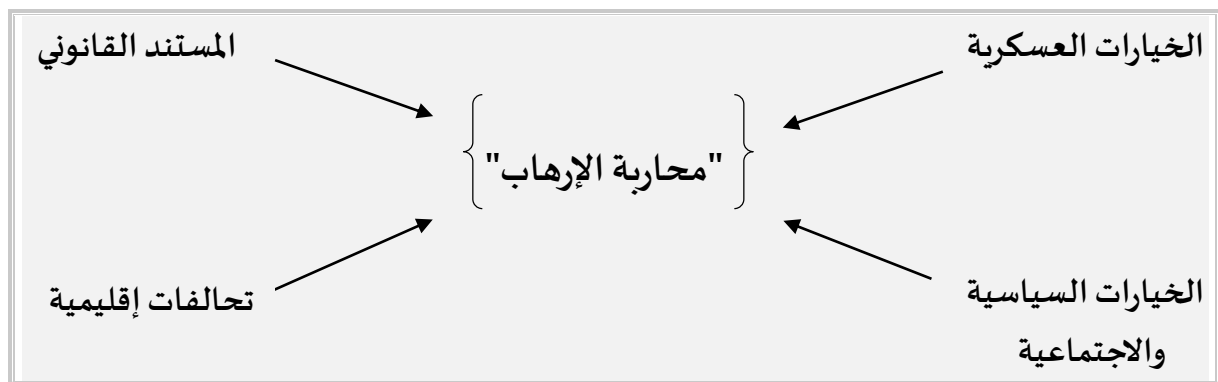 الخيارات العسكرية
المستند القانوني
"محاربة الإرهاب"
الخيارات السياسية
والاجتماعية
تحالفات إقليمية